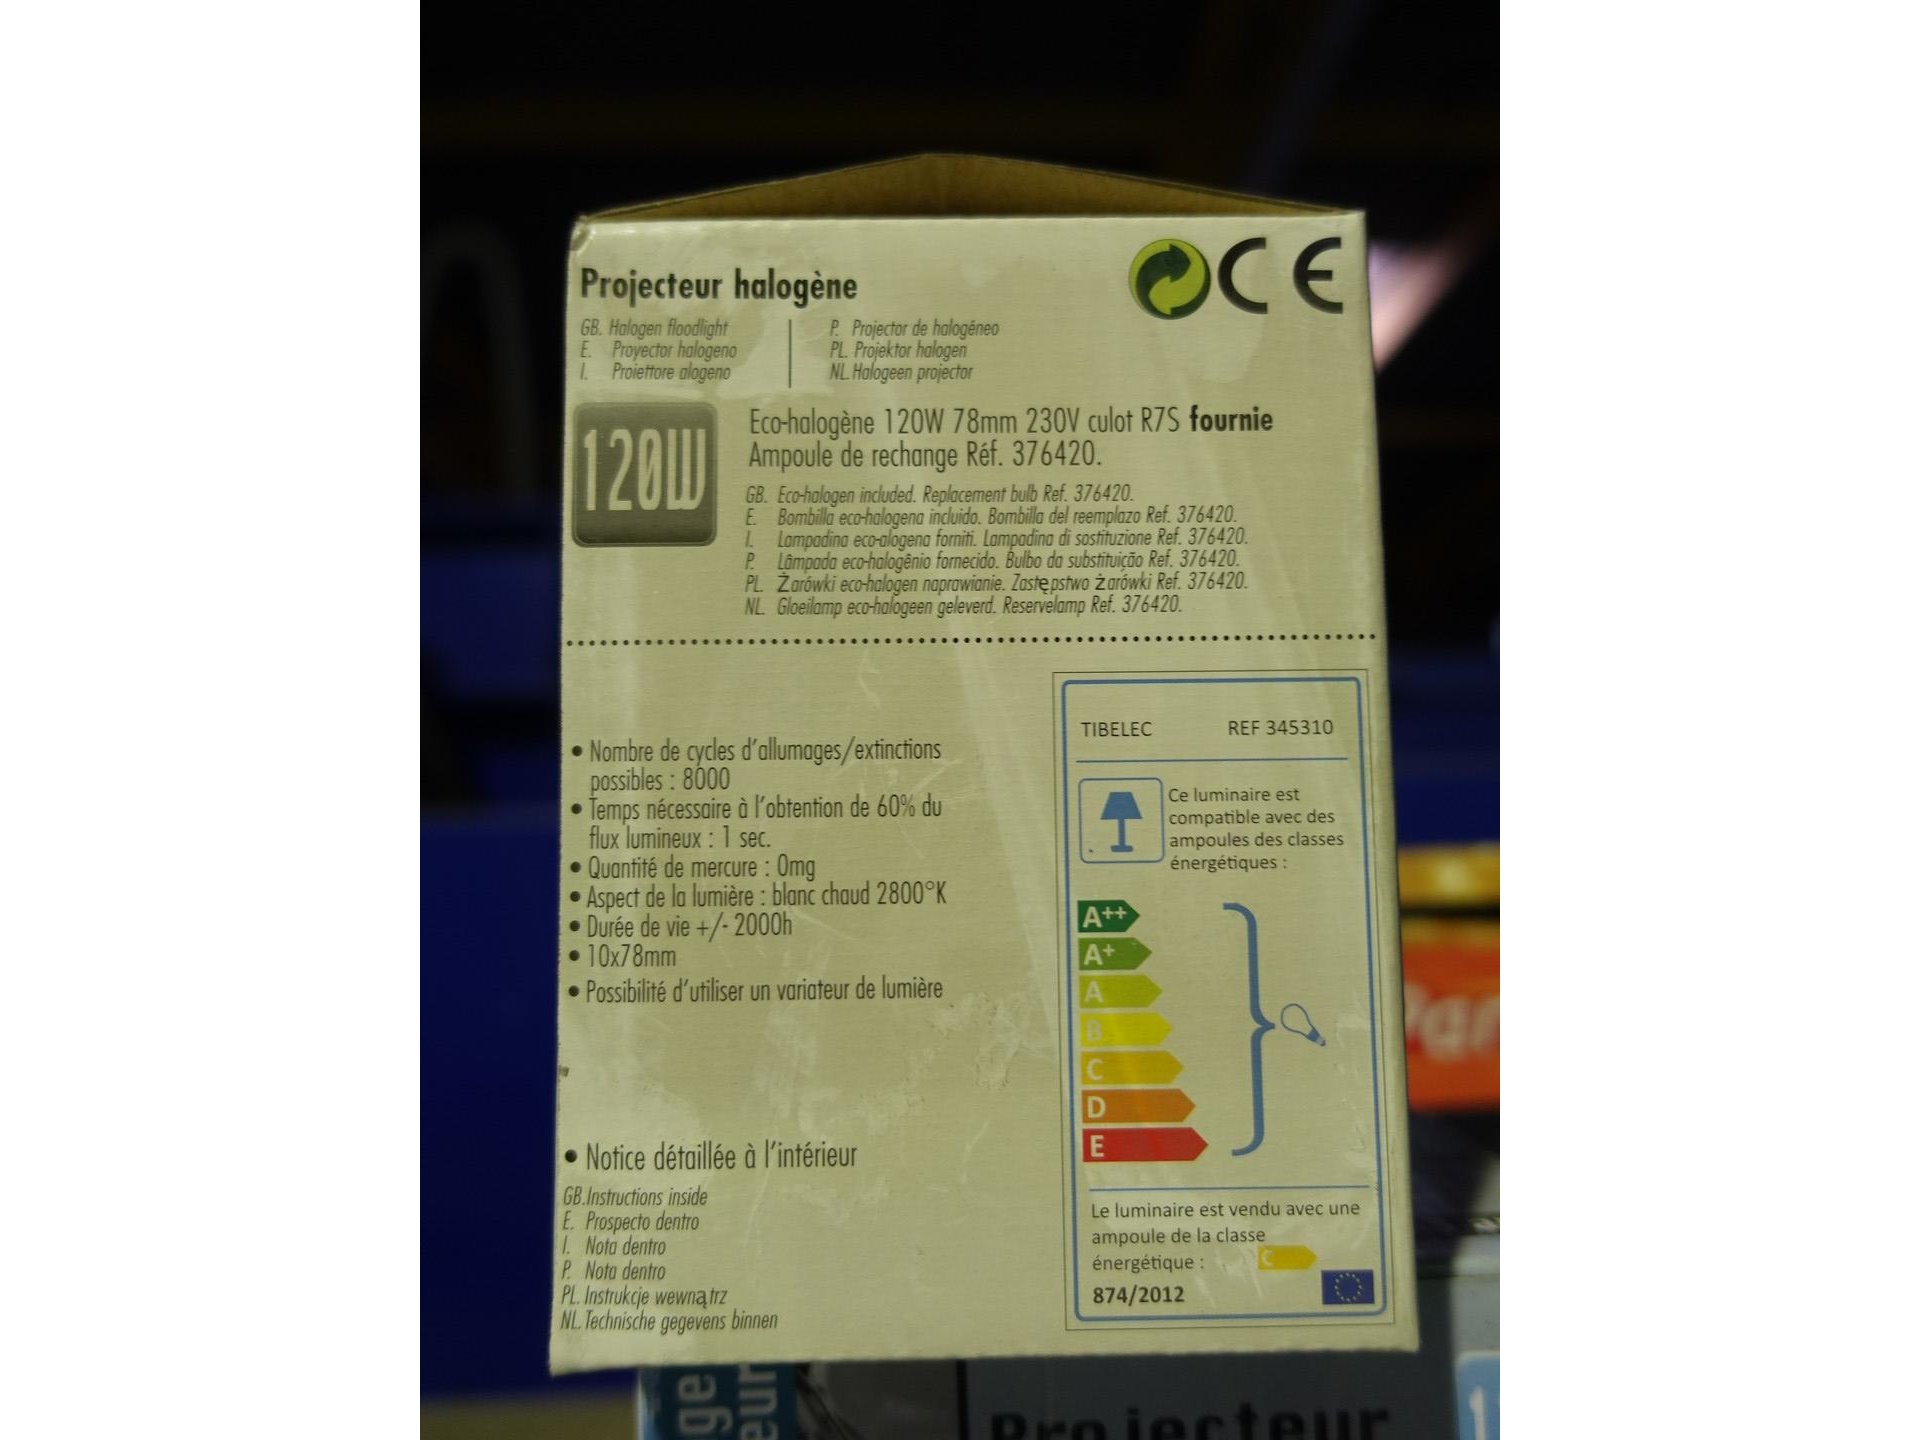 Projecteur halogène
CE
GB. Halogen floodlight
E. Proyector halogeno
I. Proiettore alogeno
P. Projector de halogéneo
PL. Projektor halogen
NL. Halogeen projector
120W
Eco-halogène 120W 78mm 230V culot R7S fournie
Ampoule de rechange Réf. 376420.
GB. Eco-halogen included. Replacement bulb Ref. 376420.
E. Bombilla eco-halogena incluido. Bombilla del reemplazo Ref. 376420.
I. Lampadina eco-alogena forniti. Lampadina di sostituzione Ref. 376420.
P. Lâmpada eco-halogênio fornecido. Bulbo da substituição Ref. 376420.
PL. Żarówki eco-halogen naprawianie. Zastępstwo żarówki Ref. 376420.
NL. Gloeilamp eco-halogeen geleverd. Reservelamp Ref. 376420.
• Nombre de cycles d'allumages/extinctions
possibles : 8000
• Temps nécessaire à l'obtention de 60% du
flux lumineux : 1 sec.
• Quantité de mercure : 0mg
• Aspect de la lumière : blanc chaud 2800°K
• Durée de vie +/- 2000h
• 10x78mm
• Possibilité d'utiliser un variateur de lumière
• Notice détaillée à l'intérieur
GB. Instructions inside
E. Prospecto dentro
I. Nota dentro
P. Nota dentro
PL. Instrukcje wewnątrz
NL. Technische gegevens binnen
TIBELEC REF 345310
Ce luminaire est
compatible avec des
ampoules des classes
énergétiques :
A++
A+
A
B
C
D
E
Le luminaire est vendu avec une
ampoule de la classe
énergétique : C
874/2012
ge
eur
Projecteur